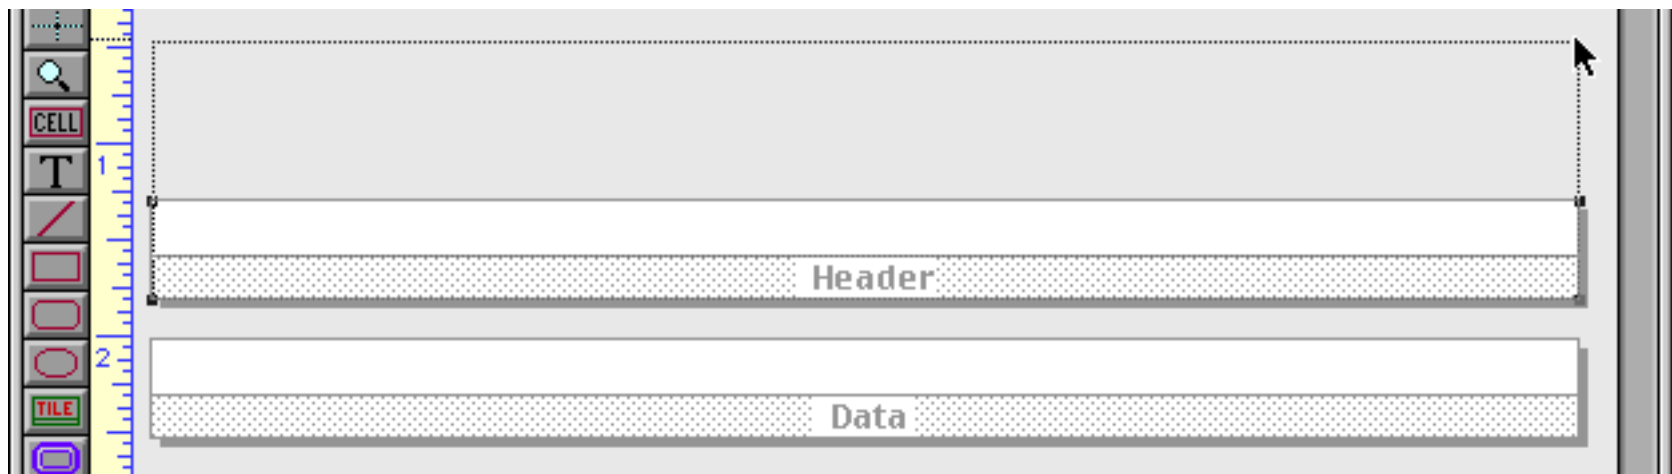 CELL
T
1
Header
2
Data
TILE